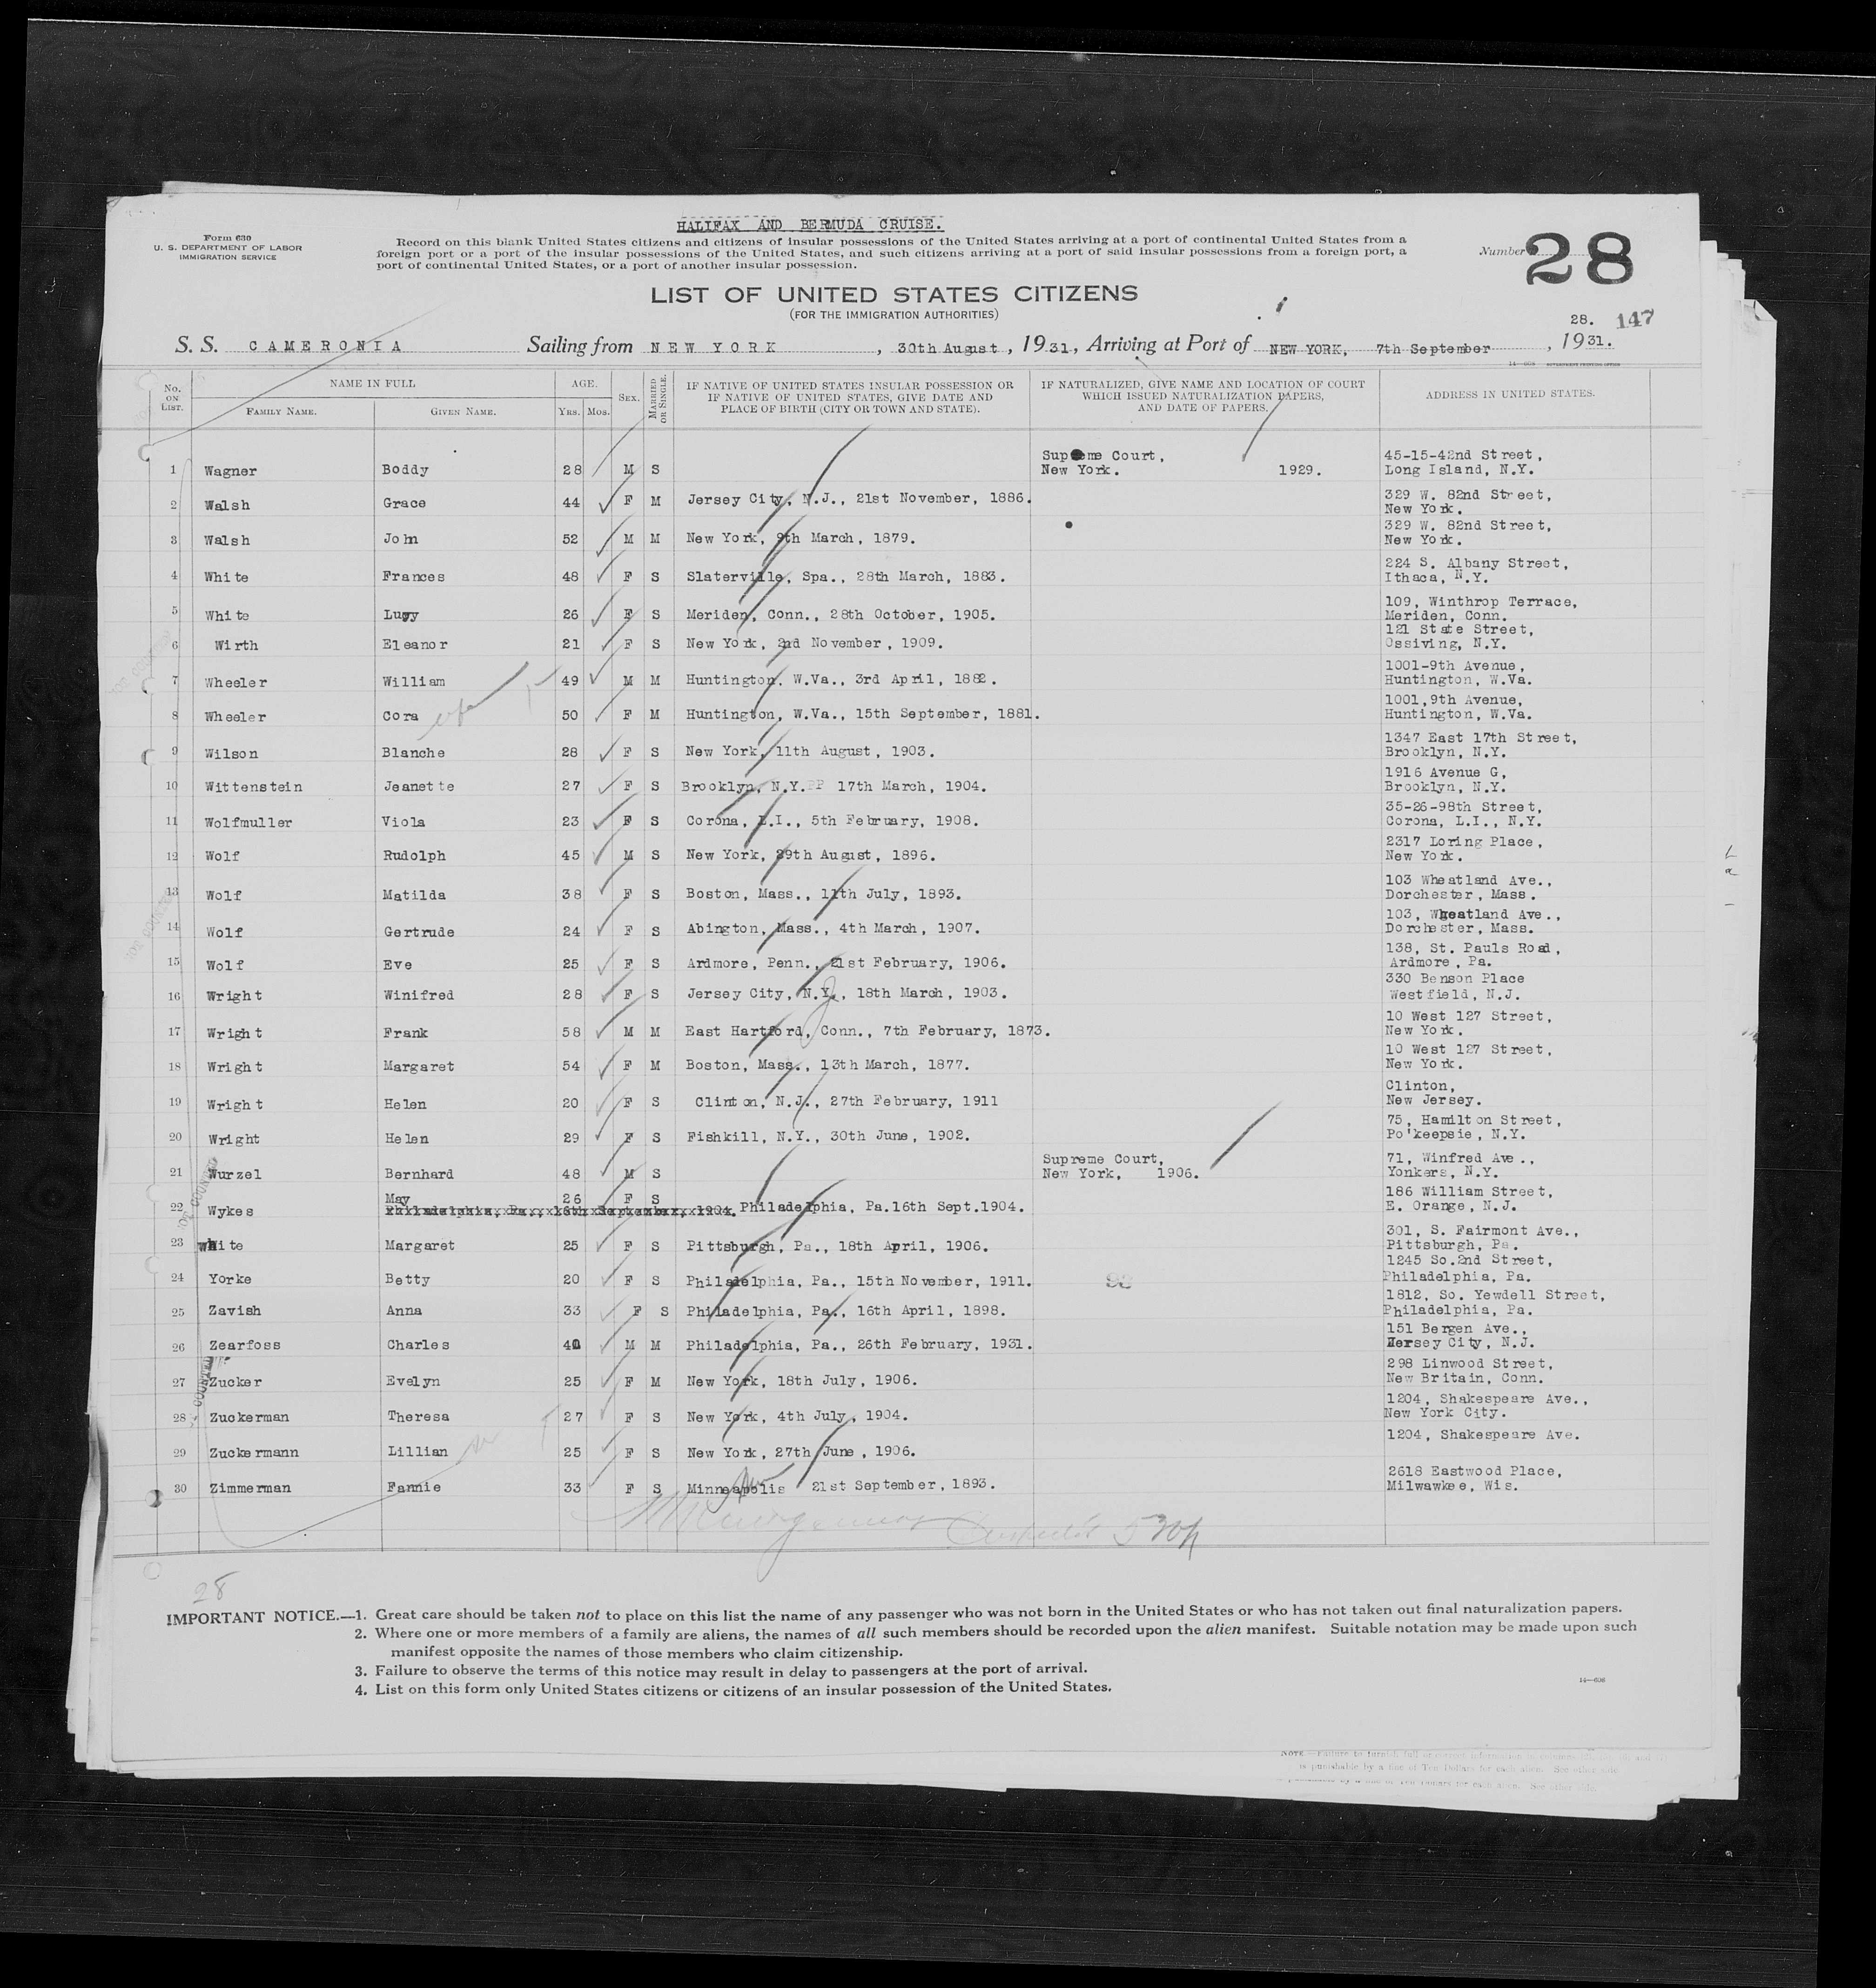 HALIFAX AND BERMUDA CRUISE.
Form 630
U. S. DEPARTMENT OF LABOR
IMMIGRATION SERVICE
Record on this blank United States citizens and citizens of insular possessions of the United States arriving at a port of continental United States from a
foreign port or a port of the insular possessions of the United States, and such citizens arriving at a port of said insular possessions from a foreign port, a
port of continental United States, or a port of another insular possession.
Number 28
LIST OF UNITED STATES CITIZENS
(FOR THE IMMIGRATION AUTHORITIES)
28. 147
S. S. CAMERONIA Sailing from NEW YORK, 30th August, 1931, Arriving at Port of NEW YORK, 7th September, 1931.
No. ON LIST. NAME IN FULL FAMILY NAME. GIVEN NAME. AGE. Yrs. Mos. SEX. MARRIED OR SINGLE. IF NATIVE OF UNITED STATES INSULAR POSSESSION OR IF NATIVE OF UNITED STATES, GIVE DATE AND PLACE OF BIRTH (CITY OR TOWN AND STATE). IF NATURALIZED, GIVE NAME AND LOCATION OF COURT WHICH ISSUED NATURALIZATION PAPERS, AND DATE OF PAPERS. ADDRESS IN UNITED STATES.
1 Wagner Boddy 28 M S Supreme Court, New York. 1929. 45-15-42nd Street, Long Island, N.Y.
2 Walsh Grace 44 F M Jersey City, N.J., 21st November, 1886. 329 W. 82nd Street, New York.
3 Walsh John 52 M M New York, 9th March, 1879. 329 W. 82nd Street, New York.
4 White Frances 48 F S Slaterville, Spa., 28th March, 1883. 224 S. Albany Street, Ithaca, N.Y.
5 White Lucy 26 F S Meriden, Conn., 28th October, 1905. 109, Winthrop Terrace, Meriden, Conn.
6 Wirth Eleanor 21 F S New York, 2nd November, 1909. 121 State Street, Ossiving, N.Y.
7 Wheeler William 49 M M Huntington, W.Va., 3rd April, 1882. 1001-9th Avenue, Huntington, W.Va.
8 Wheeler Cora wife 50 F M Huntington, W.Va., 15th September, 1881. 1001,9th Avenue, Huntington, W.Va.
9 Wilson Blanche 28 F S New York, 11th August, 1903. 1347 East 17th Street, Brooklyn, N.Y.
10 Wittenstein Jeanette 27 F S Brooklyn, N.Y. 17th March, 1904. 1916 Avenue G, Brooklyn, N.Y.
11 Wolfmuller Viola 23 F S Corona, L.I., 5th February, 1908. 35-26-98th Street, Corona, L.I., N.Y.
12 Wolf Rudolph 45 M S New York, 29th August, 1896. 2317 Loring Place, New York.
13 Wolf Matilda 38 F S Boston, Mass., 11th July, 1893. 103 Wheatland Ave., Dorchester, Mass.
14 Wolf Gertrude 24 F S Abington, Mass., 4th March, 1907. 103, Wheatland Ave., Dorchester, Mass.
15 Wolf Eve 25 F S Ardmore, Penn., 21st February, 1906. 138, St. Pauls Road, Ardmore, Pa.
16 Wright Winifred 28 F S Jersey City, N.Y., 18th March, 1903. 330 Benson Place Westfield, N.J.
17 Wright Frank 58 M M East Hartford, Conn., 7th February, 1873. 10 West 127 Street, New York.
18 Wright Margaret 54 F M Boston, Mass., 13th March, 1877. 10 West 127 Street, New York.
19 Wright Helen 20 F S Clinton, N.J., 27th February, 1911 Clinton, New Jersey.
20 Wright Helen 29 F S Fishkill, N.Y., 30th June, 1902. 75, Hamilton Street, Po'keepsie, N.Y.
21 Wurzel Bernhard 48 M S Supreme Court, New York, 1906. 71, Winfred Ave., Yonkers, N.Y.
22 Wykes May 26 F S Philadelphia, Pa., 16th September, 1904. Philadelphia, Pa.16th Sept.1904. 186 William Street, E. Orange, N.J.
23 White Margaret 25 F S Pittsburgh, Pa., 18th April, 1906. 301, S. Fairmont Ave., Pittsburgh, Pa.
24 Yorke Betty 20 F S Philadelphia, Pa., 15th November, 1911. 92 1245 So.2nd Street, Philadelphia, Pa.
25 Zavish Anna 33 F S Philadelphia, Pa., 16th April, 1898. 1812, So. Yewdell Street, Philadelphia, Pa.
26 Zearfoss Charles 40 M M Philadelphia, Pa., 26th February, 1931. 151 Bergen Ave., Jersey City, N.J.
27 Zucker Evelyn 25 F M New York, 18th July, 1906. 298 Linwood Street, New Britain, Conn.
28 Zuckerman Theresa 27 F S New York, 4th July, 1904. 1204, Shakespeare Ave., New York City.
29 Zuckermann Lillian 25 F S New York, 27th June, 1906. 1204, Shakespeare Ave.
30 Zimmerman Fannie 33 F S Minneapolis 21st September, 1893. 2618 Eastwood Place, Milwawkee, Wis.
28
IMPORTANT NOTICE.—1. Great care should be taken not to place on this list the name of any passenger who was not born in the United States or who has not taken out final naturalization papers.
2. Where one or more members of a family are aliens, the names of all such members should be recorded upon the alien manifest. Suitable notation may be made upon such
manifest opposite the names of those members who claim citizenship.
3. Failure to observe the terms of this notice may result in delay to passengers at the port of arrival.
4. List on this form only United States citizens or citizens of an insular possession of the United States.
14—606